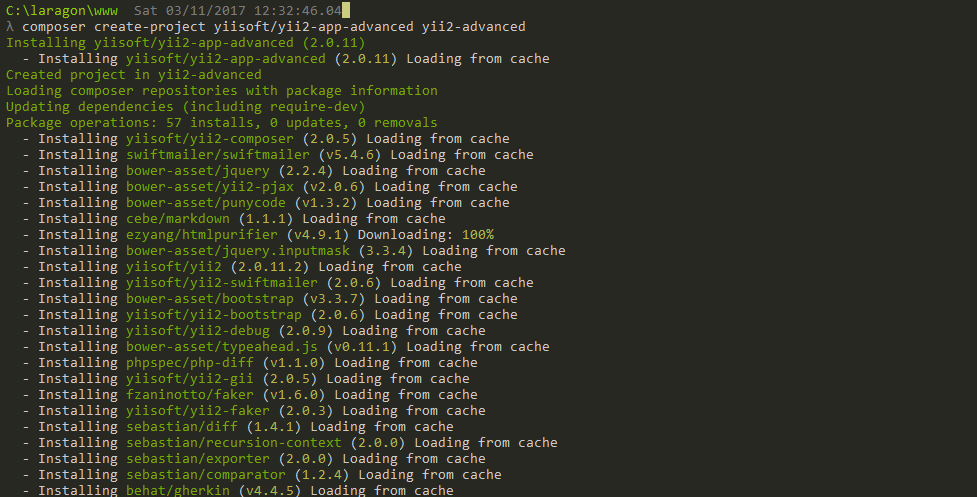 C:\laragon\www  Sat 03/11/2017 12:32:46.04
λ composer create-project yiisoft/yii2-app-advanced yii2-advanced
Installing yiisoft/yii2-app-advanced (2.0.11)
  - Installing yiisoft/yii2-app-advanced (2.0.11) Loading from cache
Created project in yii2-advanced
Loading composer repositories with package information
Updating dependencies (including require-dev)
Package operations: 57 installs, 0 updates, 0 removals
  - Installing yiisoft/yii2-composer (2.0.5) Loading from cache
  - Installing swiftmailer/swiftmailer (v5.4.6) Loading from cache
  - Installing bower-asset/jquery (2.2.4) Loading from cache
  - Installing bower-asset/yii2-pjax (v2.0.6) Loading from cache
  - Installing bower-asset/punycode (v1.3.2) Loading from cache
  - Installing cebe/markdown (1.1.1) Loading from cache
  - Installing ezyang/htmlpurifier (v4.9.1) Downloading: 100%
  - Installing bower-asset/jquery.inputmask (3.3.4) Loading from cache
  - Installing yiisoft/yii2 (2.0.11.2) Loading from cache
  - Installing yiisoft/yii2-swiftmailer (2.0.6) Loading from cache
  - Installing bower-asset/bootstrap (v3.3.7) Loading from cache
  - Installing yiisoft/yii2-bootstrap (2.0.6) Loading from cache
  - Installing yiisoft/yii2-debug (2.0.9) Loading from cache
  - Installing bower-asset/typeahead.js (v0.11.1) Loading from cache
  - Installing phpspec/php-diff (v1.1.0) Loading from cache
  - Installing yiisoft/yii2-gii (2.0.5) Loading from cache
  - Installing fzaninotto/faker (v1.6.0) Loading from cache
  - Installing yiisoft/yii2-faker (2.0.3) Loading from cache
  - Installing sebastian/diff (1.4.1) Loading from cache
  - Installing sebastian/recursion-context (2.0.0) Loading from cache
  - Installing sebastian/exporter (2.0.0) Loading from cache
  - Installing sebastian/comparator (1.2.4) Loading from cache
  - Installing behat/gherkin (v4.4.5) Loading from cache